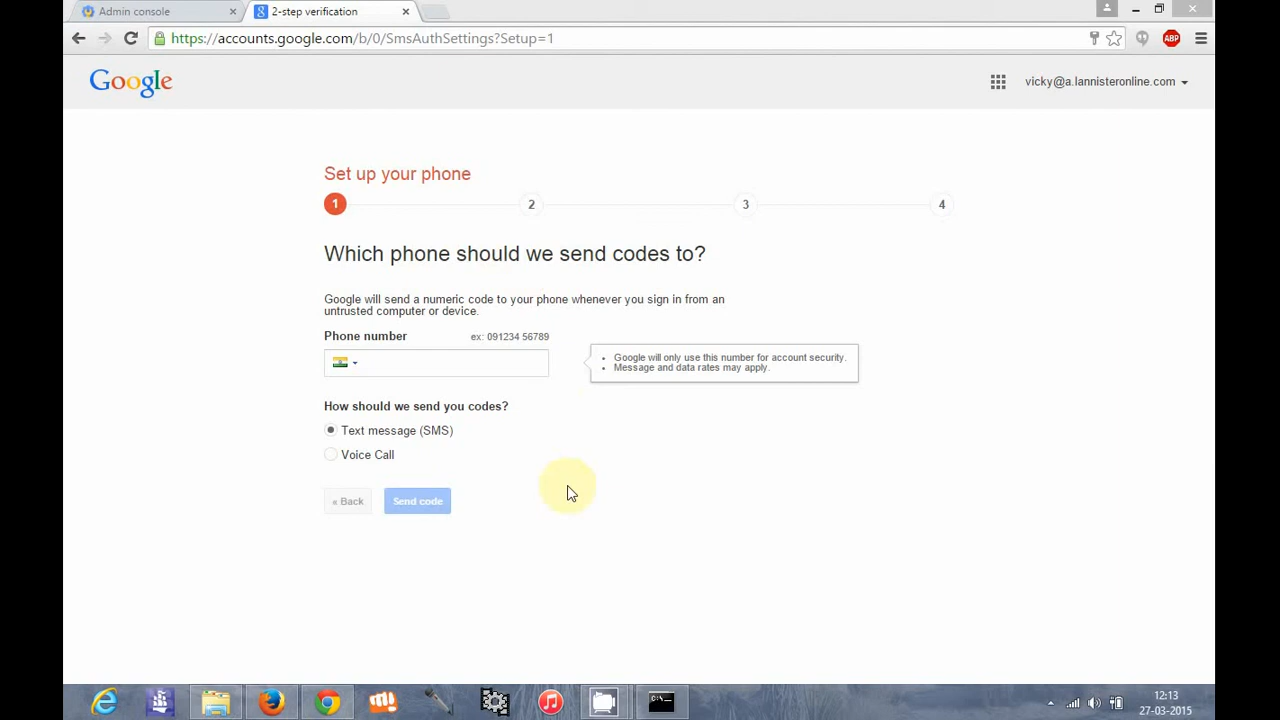 Admin console
2-step verification
https://accounts.google.com/b/0/SmsAuthSettings?Setup=1
ABP
Google
vicky@a.lannisteronline.com
Set up your phone
1 2 3 4
Which phone should we send codes to?
Google will send a numeric code to your phone whenever you sign in from an
untrusted computer or device.
Phone number ex: 091234 56789
Google will only use this number for account security.
Message and data rates may apply.
How should we send you codes?
Text message (SMS)
Voice Call
« Back Send code
12:13
27-03-2015